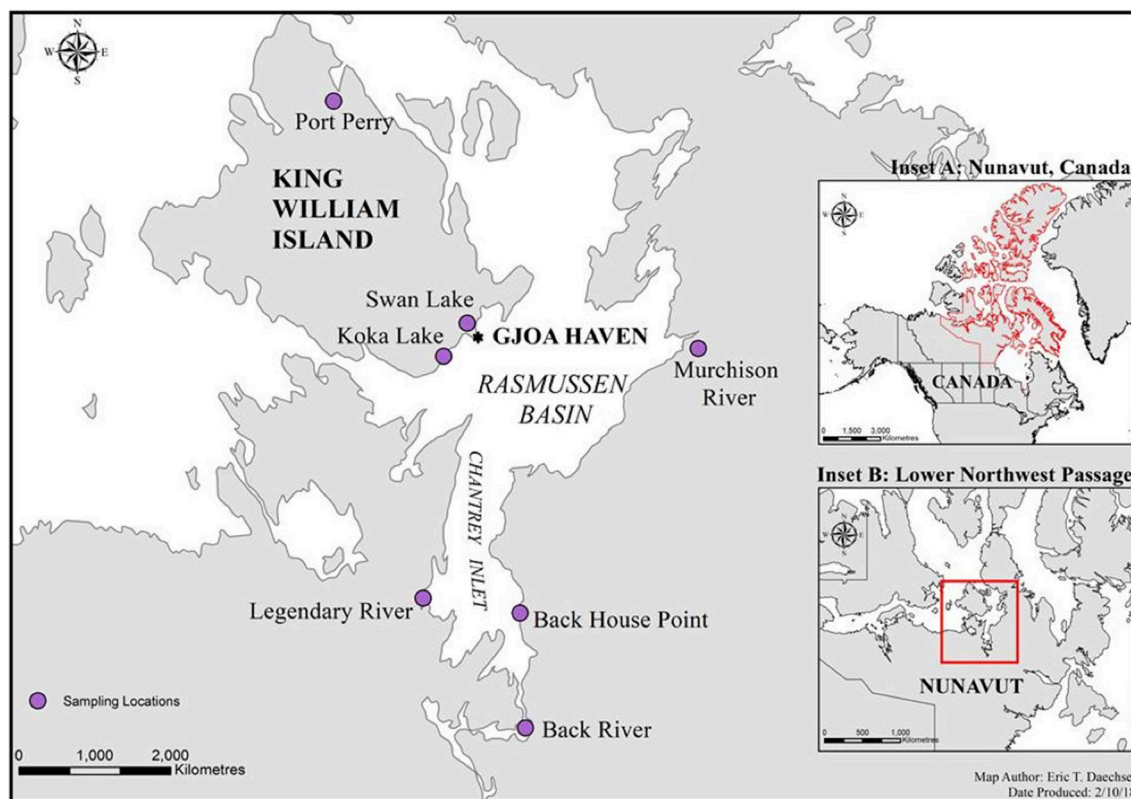 N
W E
S
Port Perry
KING
WILLIAM
ISLAND
Swan Lake
Koka Lake
GJOA HAVEN
RASMUSSEN
BASIN
Murchison
River
CHANTREY INLET
Legendary River
Back House Point
Back River
Sampling Locations
0 1,000 2,000
Kilometres
Inset A: Nunavut, Canada
CANADA
0 1,500 3,000
Kilometres
Inset B: Lower Northwest Passage
NUNAVUT
0 500 1,000
Kilometres
Map Author: Eric T. Daechse
Date Produced: 2/10/18